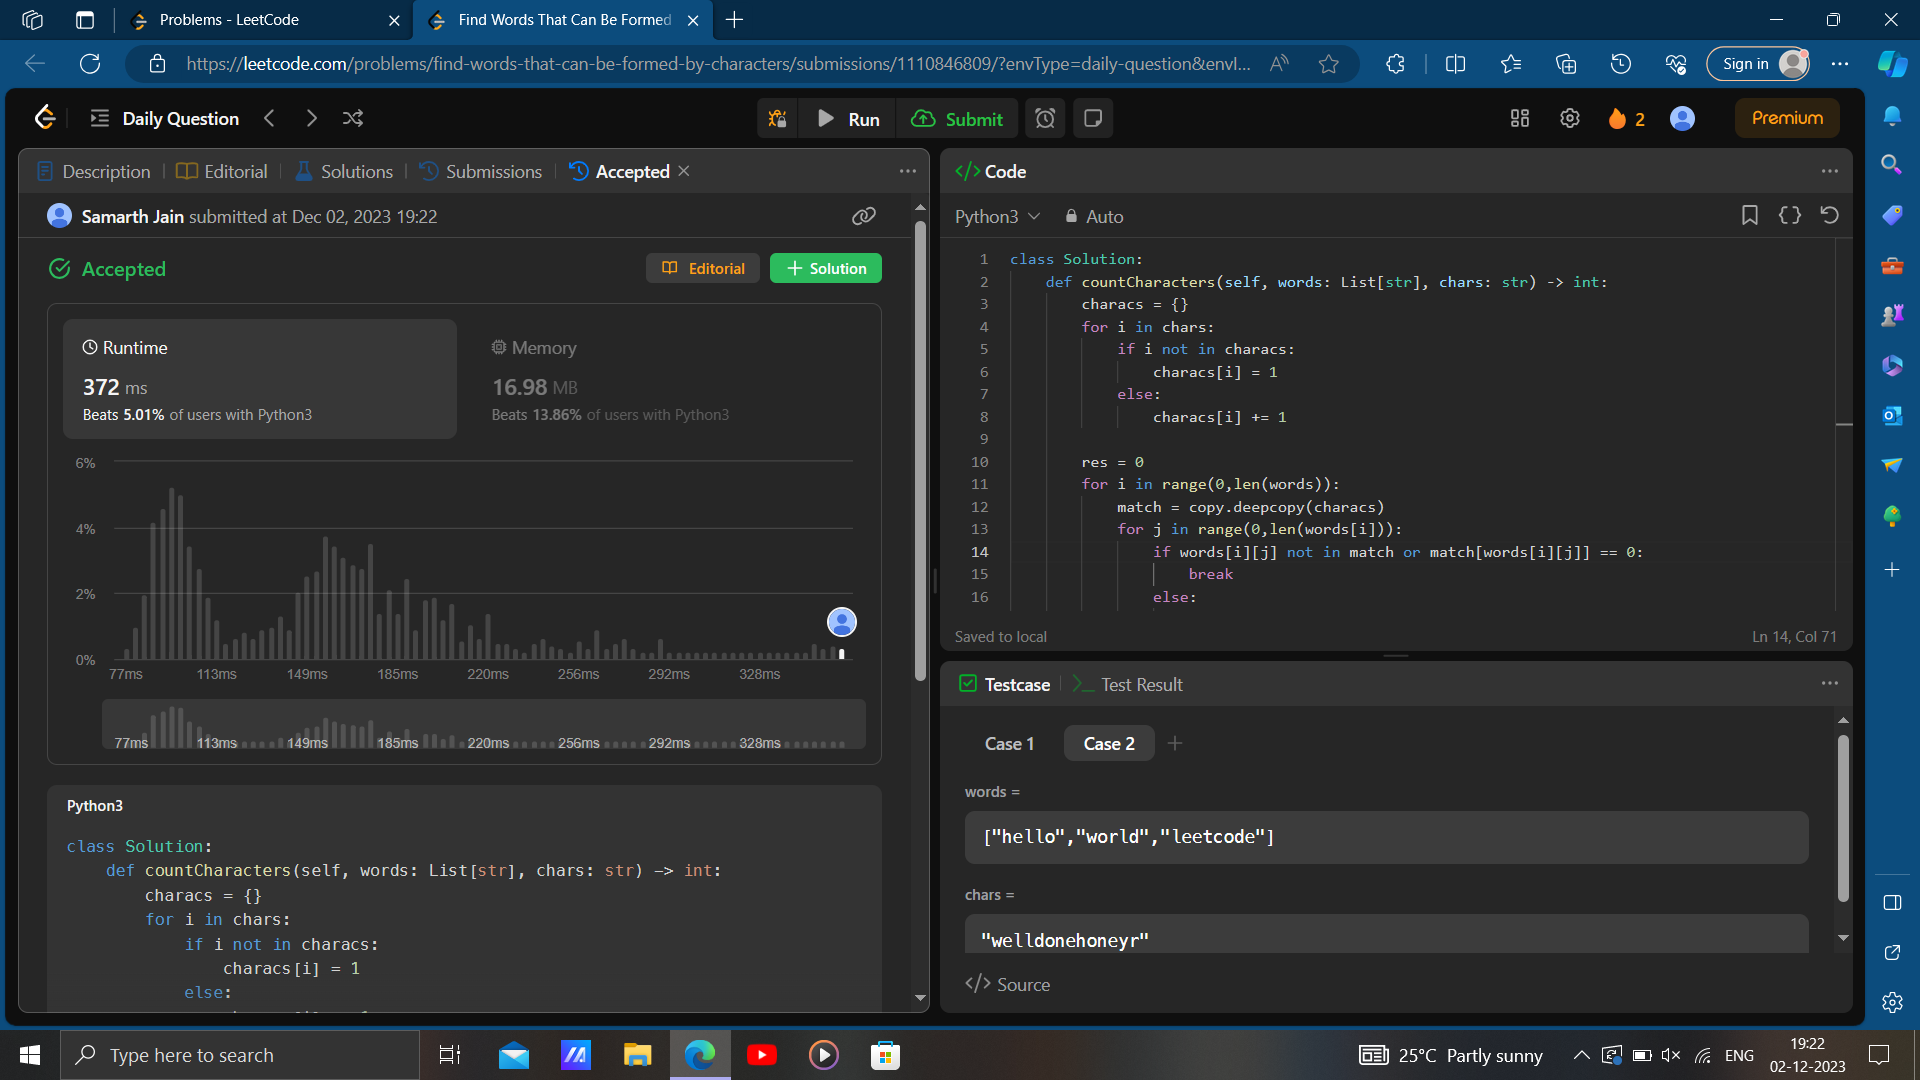 Problems - LeetCode
Find Words That Can Be Formed
https://leetcode.com/problems/find-words-that-can-be-formed-by-characters/submissions/1110846809/?envType=daily-question&envI...
Sign in
Daily Question
Run
Submit
2
Premium
Description
Editorial
Solutions
Submissions
Accepted
Samarth Jain submitted at Dec 02, 2023 19:22
Accepted
Editorial
+ Solution
Runtime
372 ms
Beats 5.01% of users with Python3
Memory
16.98 MB
Beats 13.86% of users with Python3
6%
4%
2%
0%
77ms 113ms 149ms 185ms 220ms 256ms 292ms 328ms
77ms 113ms 149ms 185ms 220ms 256ms 292ms 328ms
Python3
class Solution:
def countCharacters(self, words: List[str], chars: str) -> int:
characs = {}
for i in chars:
if i not in characs:
characs[i] = 1
else:
</> Code
Python3
Auto
1 class Solution:
2 def countCharacters(self, words: List[str], chars: str) -> int:
3 characs = {}
4 for i in chars:
5 if i not in characs:
6 characs[i] = 1
7 else:
8 characs[i] += 1
9
10 res = 0
11 for i in range(0,len(words)):
12 match = copy.deepcopy(characs)
13 for j in range(0,len(words[i])):
14 if words[i][j] not in match or match[words[i][j]] == 0:
15 break
16 else:
Saved to local
Ln 14, Col 71
Testcase
Test Result
Case 1
Case 2
words =
["hello","world","leetcode"]
chars =
"welldonehoneyr"
</> Source
Type here to search
25°C Partly sunny
ENG
19:22
02-12-2023